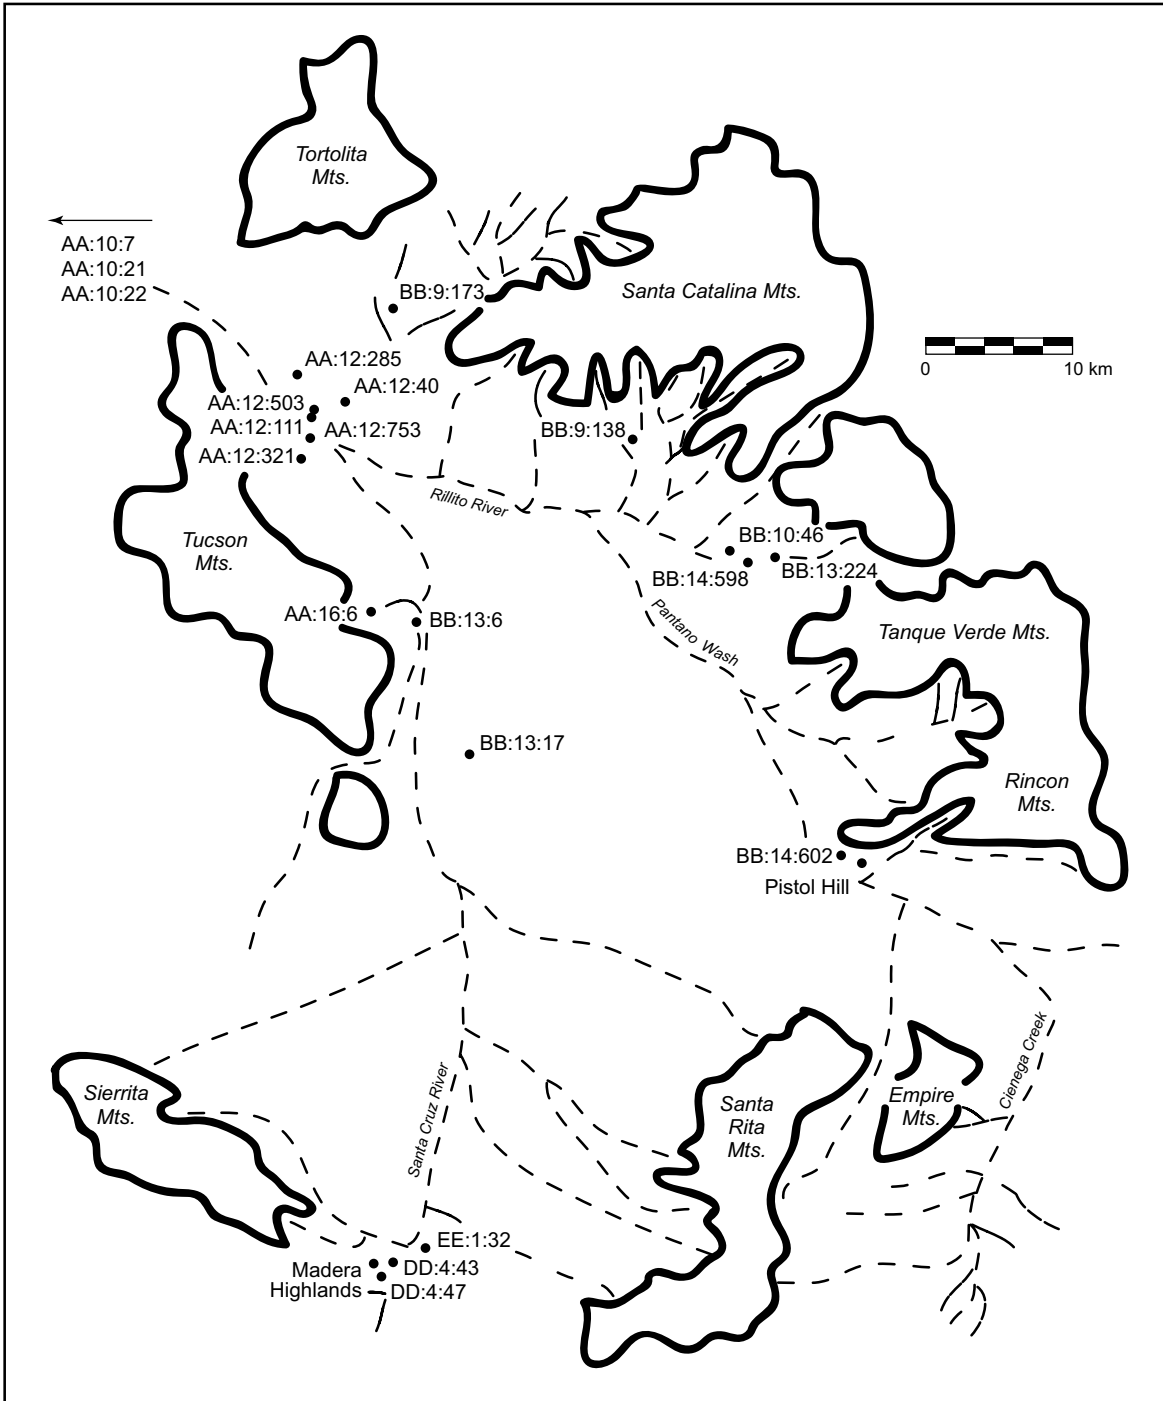 Tortolita
Mts.
AA:10:7
AA:10:21
AA:10:22
BB:9:173
Santa Catalina Mts.
0
10 km
AA:12:285
AA:12:40
AA:12:503
AA:12:111
AA:12:753
AA:12:321
BB:9:138
Rillito River
Tucson
Mts.
BB:10:46
BB:14:598
BB:13:224
AA:16:6
BB:13:6
Pantano Wash
Tanque Verde Mts.
BB:13:17
Rincon
Mts.
BB:14:602
Pistol Hill
Cienega Creek
Sierrita
Mts.
Santa Cruz River
Santa
Rita
Mts.
Empire
Mts.
EE:1:32
Madera
Highlands
DD:4:43
DD:4:47